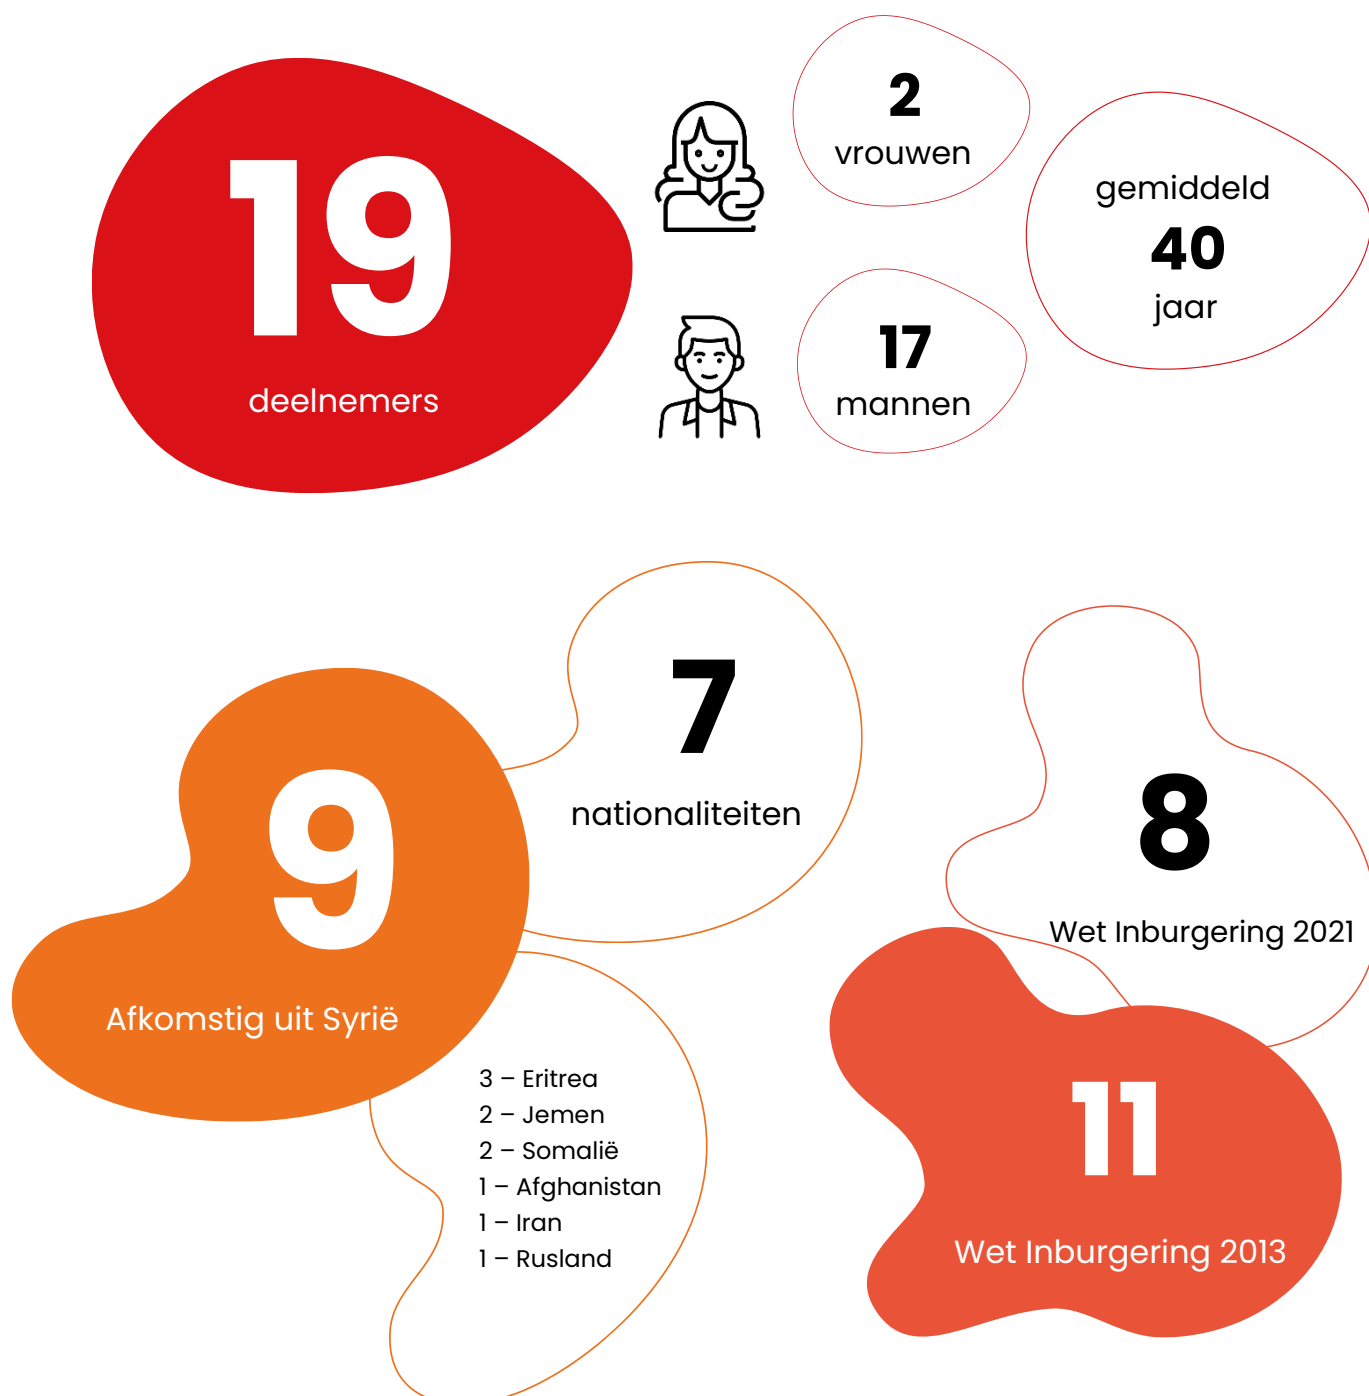 19
deelnemers
2
vrouwen
17
mannen
gemiddeld
40
jaar
9
Afkomstig uit Syrië
7
nationaliteiten
3 – Eritrea
2 – Jemen
2 – Somalië
1 – Afghanistan
1 – Iran
1 – Rusland
8
Wet Inburgering 2021
11
Wet Inburgering 2013